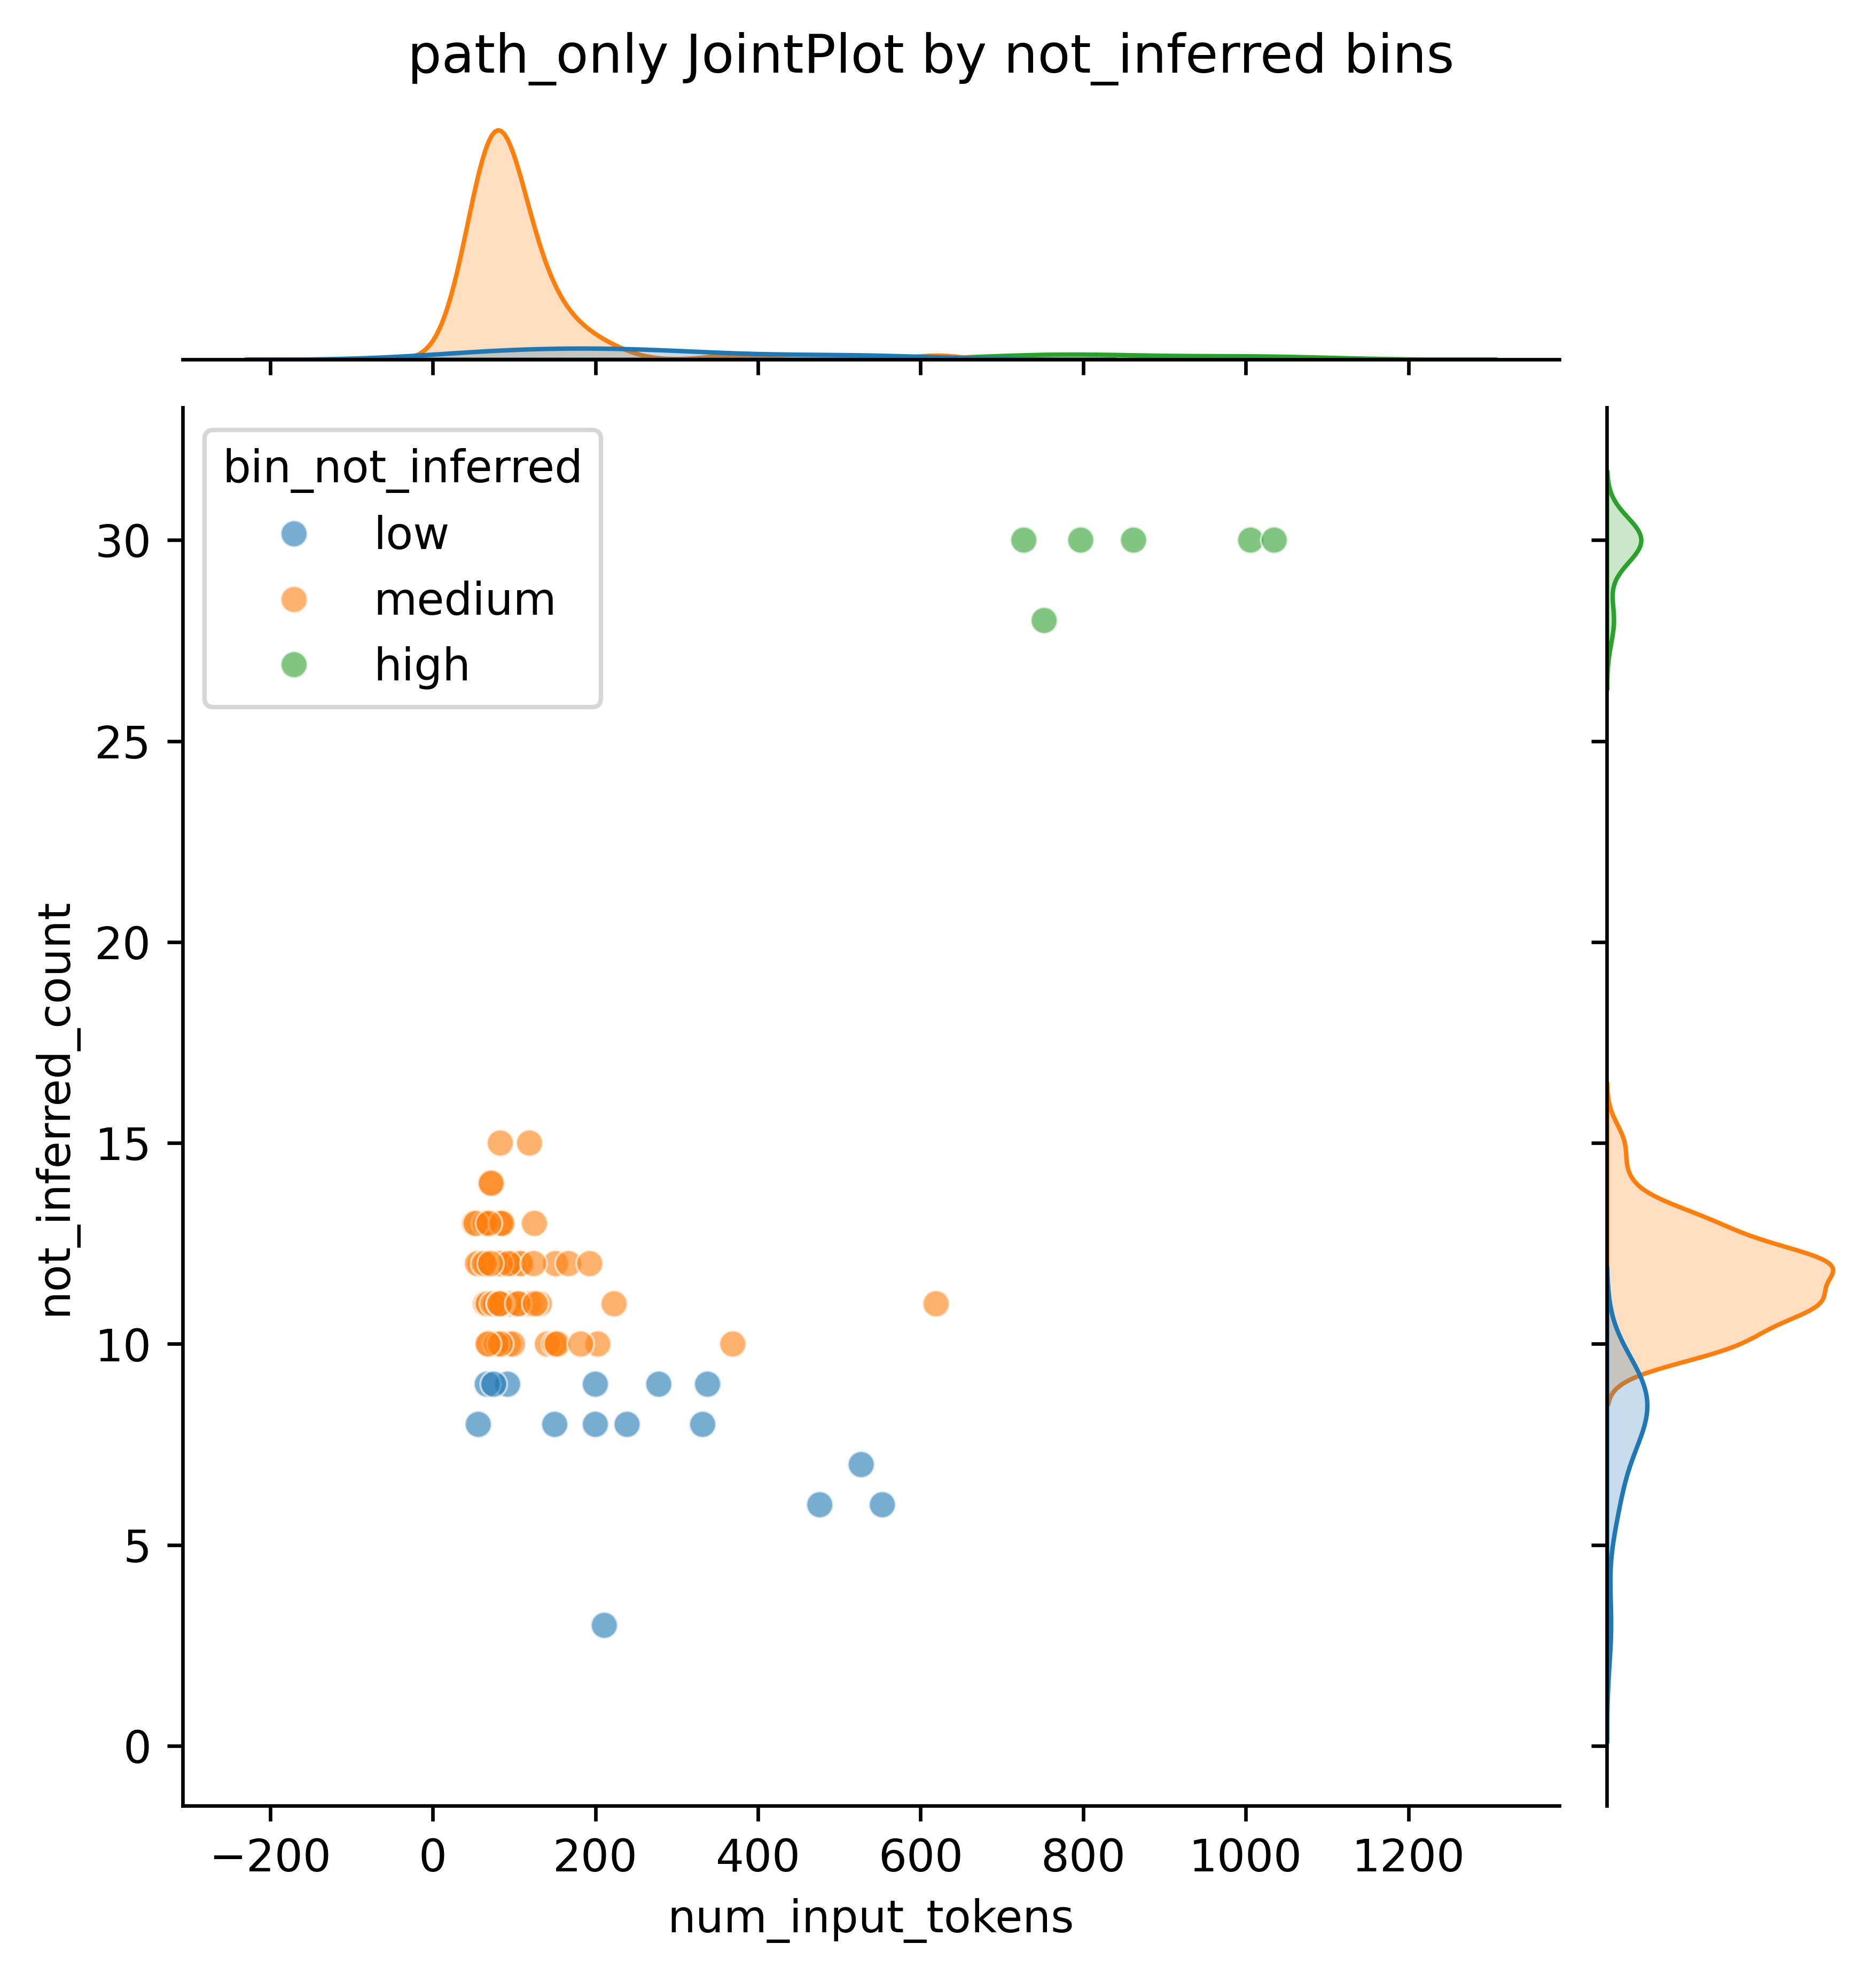 path_only JointPlot by not_inferred bins
bin_not_inferred
low
medium
high
30
25
20
15
10
5
0
not_inferred_count
−200 0 200 400 600 800 1000 1200
num_input_tokens